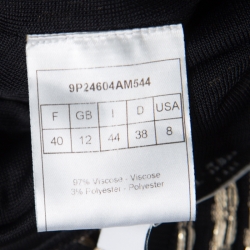 9P24604AM544
F GB I D USA
40 12 44 38 8
97% Viscose - Viscose
3% Polyester - Polyester